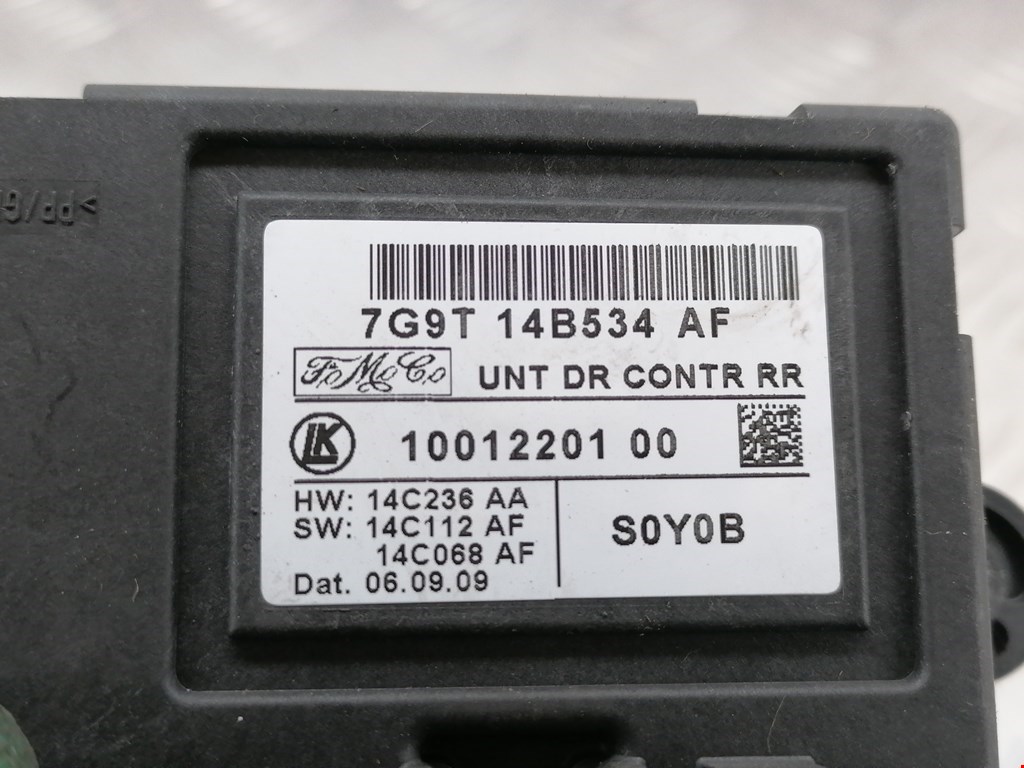 7G9T 14B534 AF
FoMoCo UNT DR CONTR RR
LK 10012201 00
HW: 14C236 AA
SW: 14C112 AF
14C068 AF
Dat. 06.09.09
S0Y0B